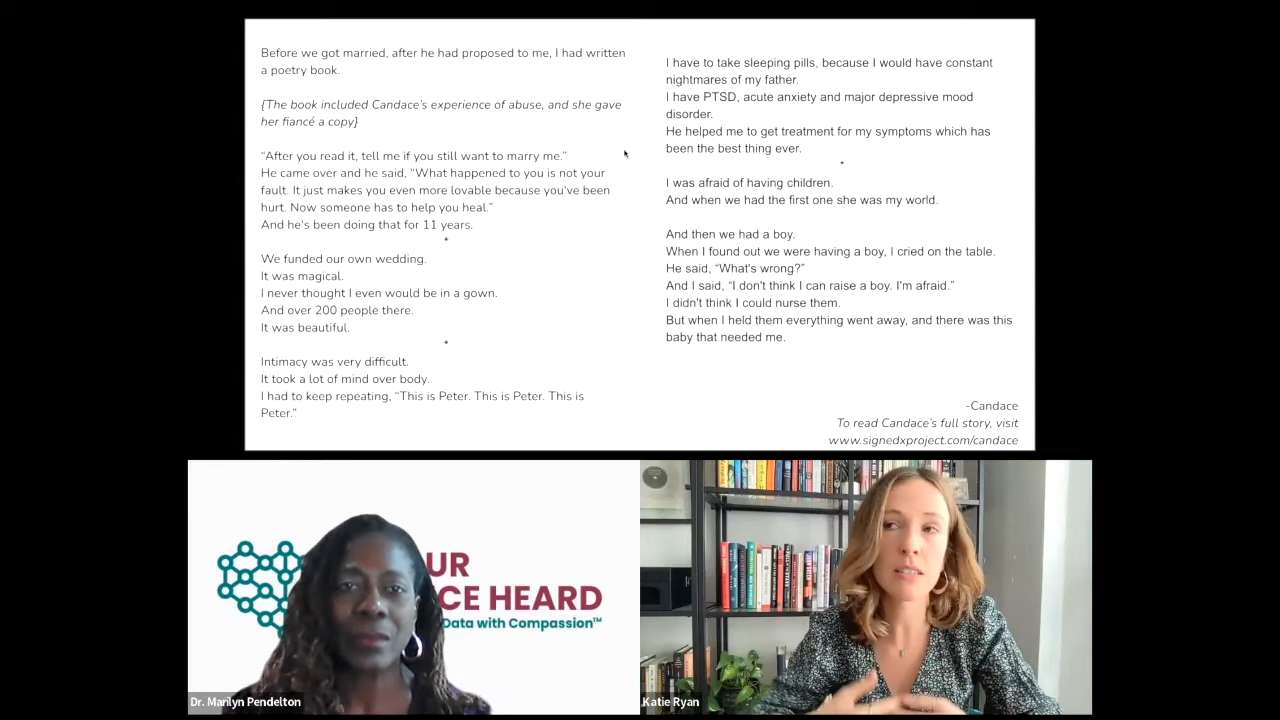 Before we got married, after he had proposed to me, I had written
a poetry book.
{The book included Candace's experience of abuse, and she gave
her fiancé a copy}
“After you read it, tell me if you still want to marry me.”
He came over and he said, “What happened to you is not your
fault. It just makes you even more lovable because you've been
hurt. Now someone has to help you heal.”
And he's been doing that for 11 years.
*
We funded our own wedding.
It was magical.
I never thought I even would be in a gown.
And over 200 people there.
It was beautiful.
*
Intimacy was very difficult.
It took a lot of mind over body.
I had to keep repeating, “This is Peter. This is Peter. This is
Peter.”
I have to take sleeping pills, because I would have constant
nightmares of my father.
I have PTSD, acute anxiety and major depressive mood
disorder.
He helped me to get treatment for my symptoms which has
been the best thing ever.
*
I was afraid of having children.
And when we had the first one she was my world.
And then we had a boy.
When I found out we were having a boy, I cried on the table.
He said, “What's wrong?”
And I said, “I don't think I can raise a boy. I'm afraid.”
I didn't think I could nurse them.
But when I held them everything went away, and there was this
baby that needed me.
-Candace
To read Candace's full story, visit
www.signedxproject.com/candace
UR
CE HEARD
Data with Compassion™
Dr. Marilyn Pendelton
Katie Ryan